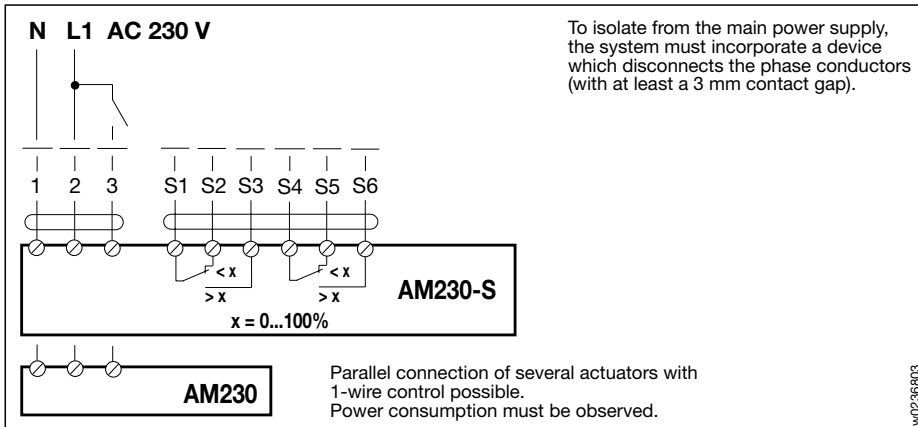 N L1 AC 230 V
To isolate from the main power supply,
the system must incorporate a device
which disconnects the phase conductors
(with at least a 3 mm contact gap).
1 2 3 S1 S2 S3 S4 S5 S6
< x < x
> x > x
AM230-S
x = 0...100%
AM230
Parallel connection of several actuators with
1-wire control possible.
Power consumption must be observed.
w0236803